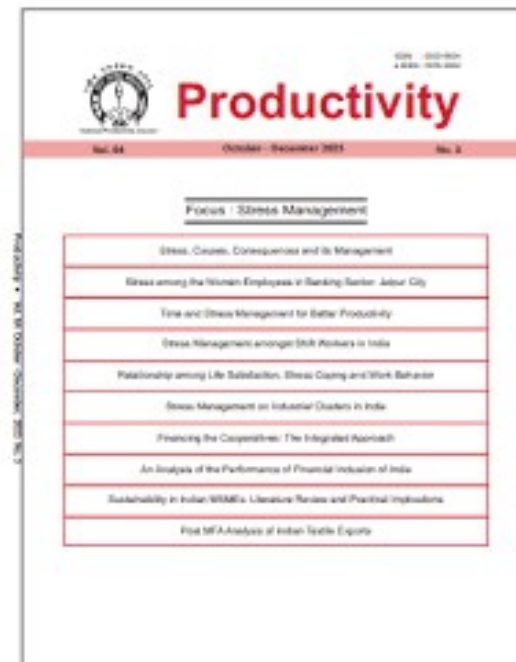 Productivity
Vol. 64
October - December 2023
No. 3
Focus : Stress Management
Stress, Causes, Consequences and its Management
Stress among the Women Employees in Banking Sector: Jaipur City
Time and Stress Management for Better Productivity
Stress Management amongst Shift Workers in India
Relationship among Life Satisfaction, Stress Coping and Work Behavior
Stress Management on Industrial Clusters in India
Financing the Cooperatives: The Integrated Approach
An Analysis of the Performance of Financial Inclusion of India
Sustainability in Indian MSMEs: Literature Review and Practical Implications
Post MFA Analysis of Indian Textile Exports